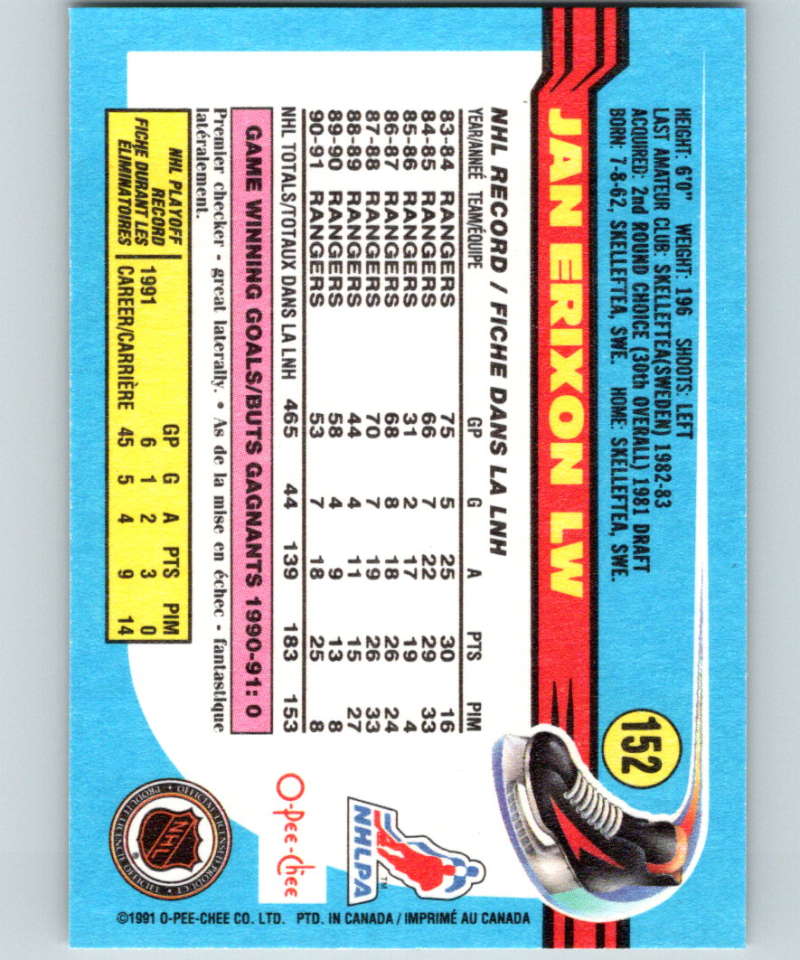 HEIGHT: 6'0" WEIGHT: 196 SHOOTS: LEFT
LAST AMATEUR CLUB: SKELLEFTEA(SWEDEN) 1982-83
ACQUIRED: 2nd ROUND CHOICE (30th OVERALL) 1981 DRAFT
BORN: 7-8-62, SKELLEFTEA, SWE. HOME: SKELLEFTEA, SWE.
152
JAN ERIXON LW
NHL RECORD / FICHE DANS LA LNH
YEAR/ANNEÉ TEAM/ÉQUIPE GP G A PTS PIM
83-84 RANGERS 75 5 25 30 16
84-85 RANGERS 66 7 22 29 33
85-86 RANGERS 31 2 17 19 4
86-87 RANGERS 68 8 18 26 24
87-88 RANGERS 70 7 19 26 33
88-89 RANGERS 44 4 11 15 27
89-90 RANGERS 58 4 9 13 8
90-91 RANGERS 53 7 18 25 8
NHL TOTALS/TOTAUX DANS LA LNH 465 44 139 183 153
GAME WINNING GOALS/BUTS GAGNANTS 1990-91: 0
Premier checker - great laterally. • As de la mise en échec - fantastique
latéralement.
NHL PLAYOFF
RECORD
FICHE DURANT LES
ÉLIMINATOIRES
GP G A PTS PIM
1991 6 1 2 3 0
CAREER/CARRIÈRE 45 5 4 9 14
NHLPA
TM
O-Pee-Chee
NHL
©1991 O-PEE-CHEE CO. LTD. PTD. IN CANADA / IMPRIMÉ AU CANADA